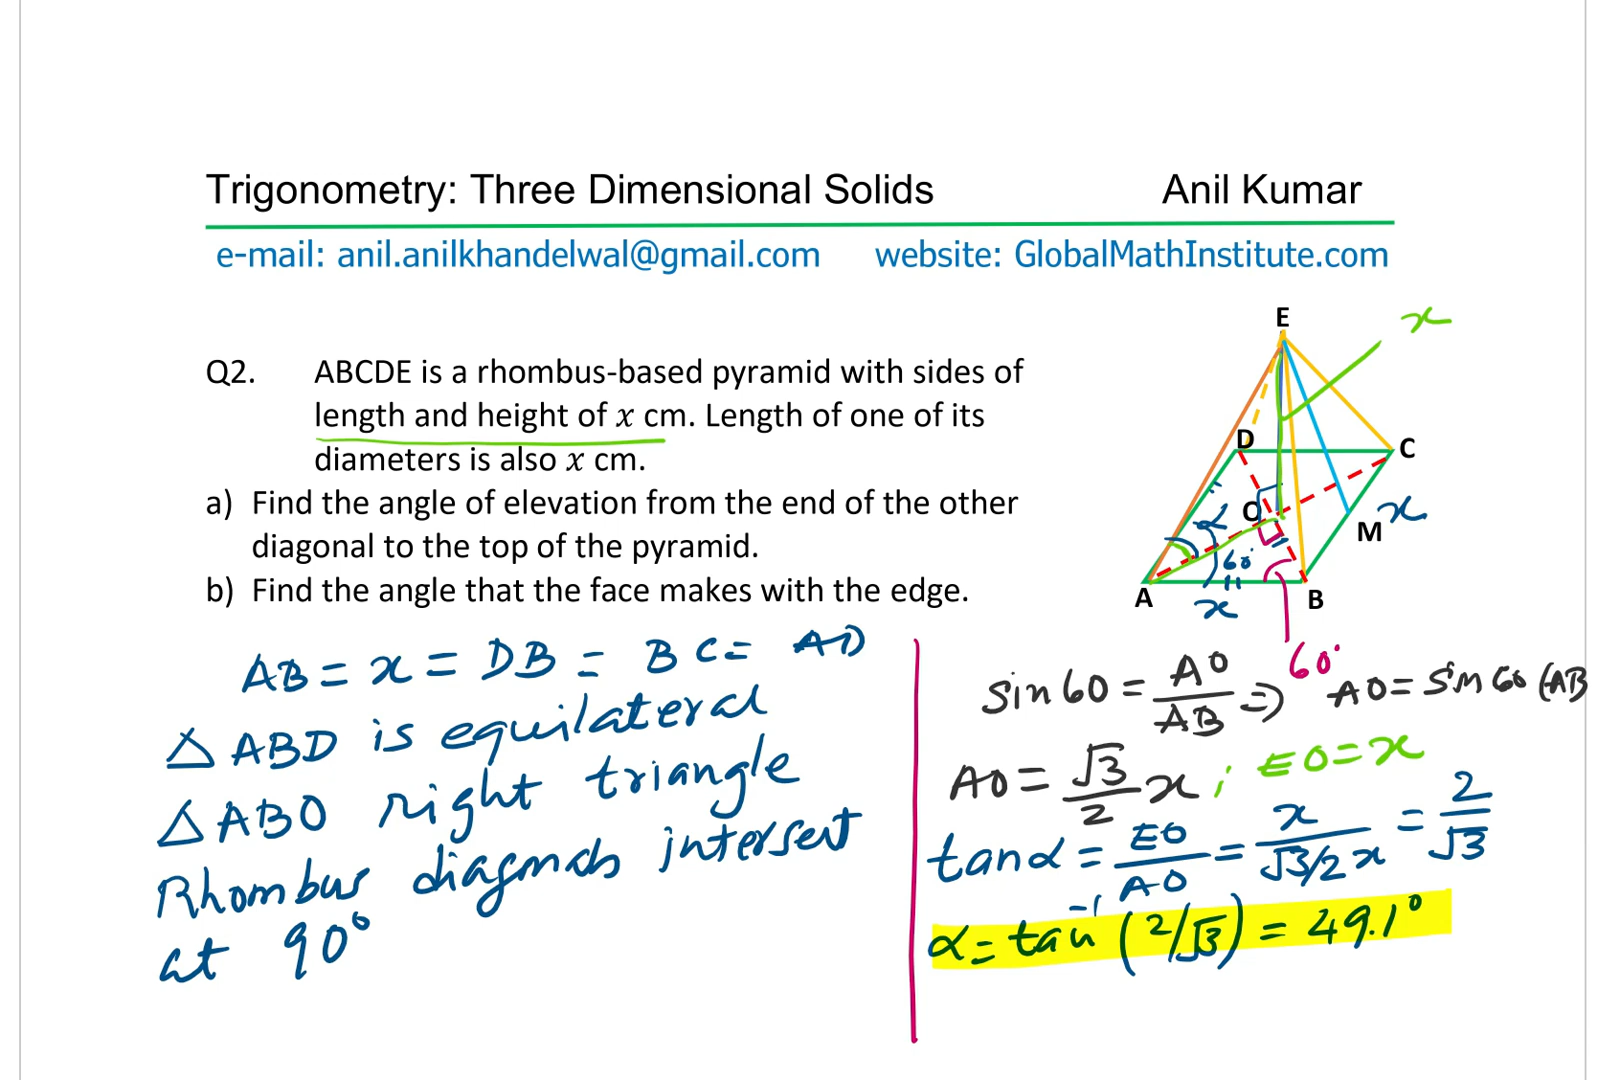 Trigonometry: Three Dimensional Solids Anil Kumar
e-mail: anil.anilkhandelwal@gmail.com website: GlobalMathInstitute.com
Q2. ABCDE is a rhombus-based pyramid with sides of
length and height of x cm. Length of one of its
diameters is also x cm.
a) Find the angle of elevation from the end of the other
diagonal to the top of the pyramid.
b) Find the angle that the face makes with the edge.
E
x
D
C
O
α
M
x
60°
A
x
B
60°
AB = x = DB = BC = AD
△ ABD is equilateral
△ ABO right triangle
Rhombus diagonals intersect
at 90°
sin60 = AO/AB ⇒ AO = sin 60 (AB
AO = √3/2 x ; EO = x
tanα = EO/AO = x/(√3/2 x) = 2/√3
α = tan⁻¹ (2/√3) = 49.1°